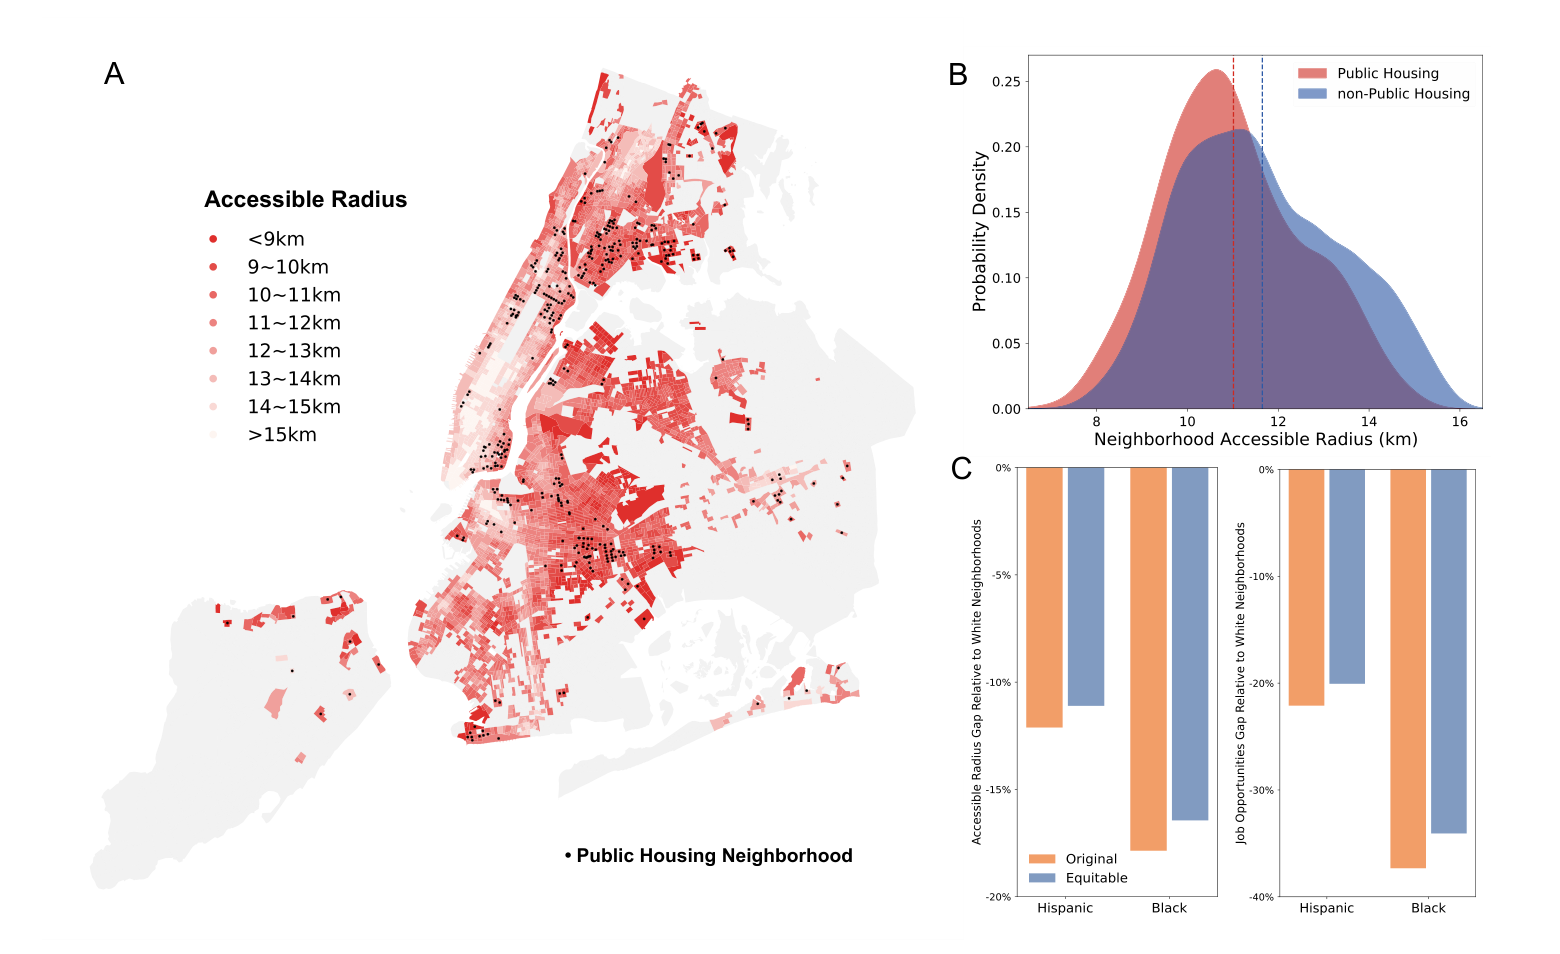 A
Accessible Radius
<9km
9~10km
10~11km
11~12km
12~13km
13~14km
14~15km
>15km
• Public Housing Neighborhood
B
Public Housing
non-Public Housing
Probability Density
0.25
0.20
0.15
0.10
0.05
0.00
8 10 12 14 16
Neighborhood Accessible Radius (km)
C
Accessible Radius Gap Relative to White Neighborhoods
0%
-5%
-10%
-15%
-20%
Original
Equitable
Hispanic Black
Job Opportunities Gap Relative to White Neighborhoods
0%
-10%
-20%
-30%
-40%
Hispanic Black